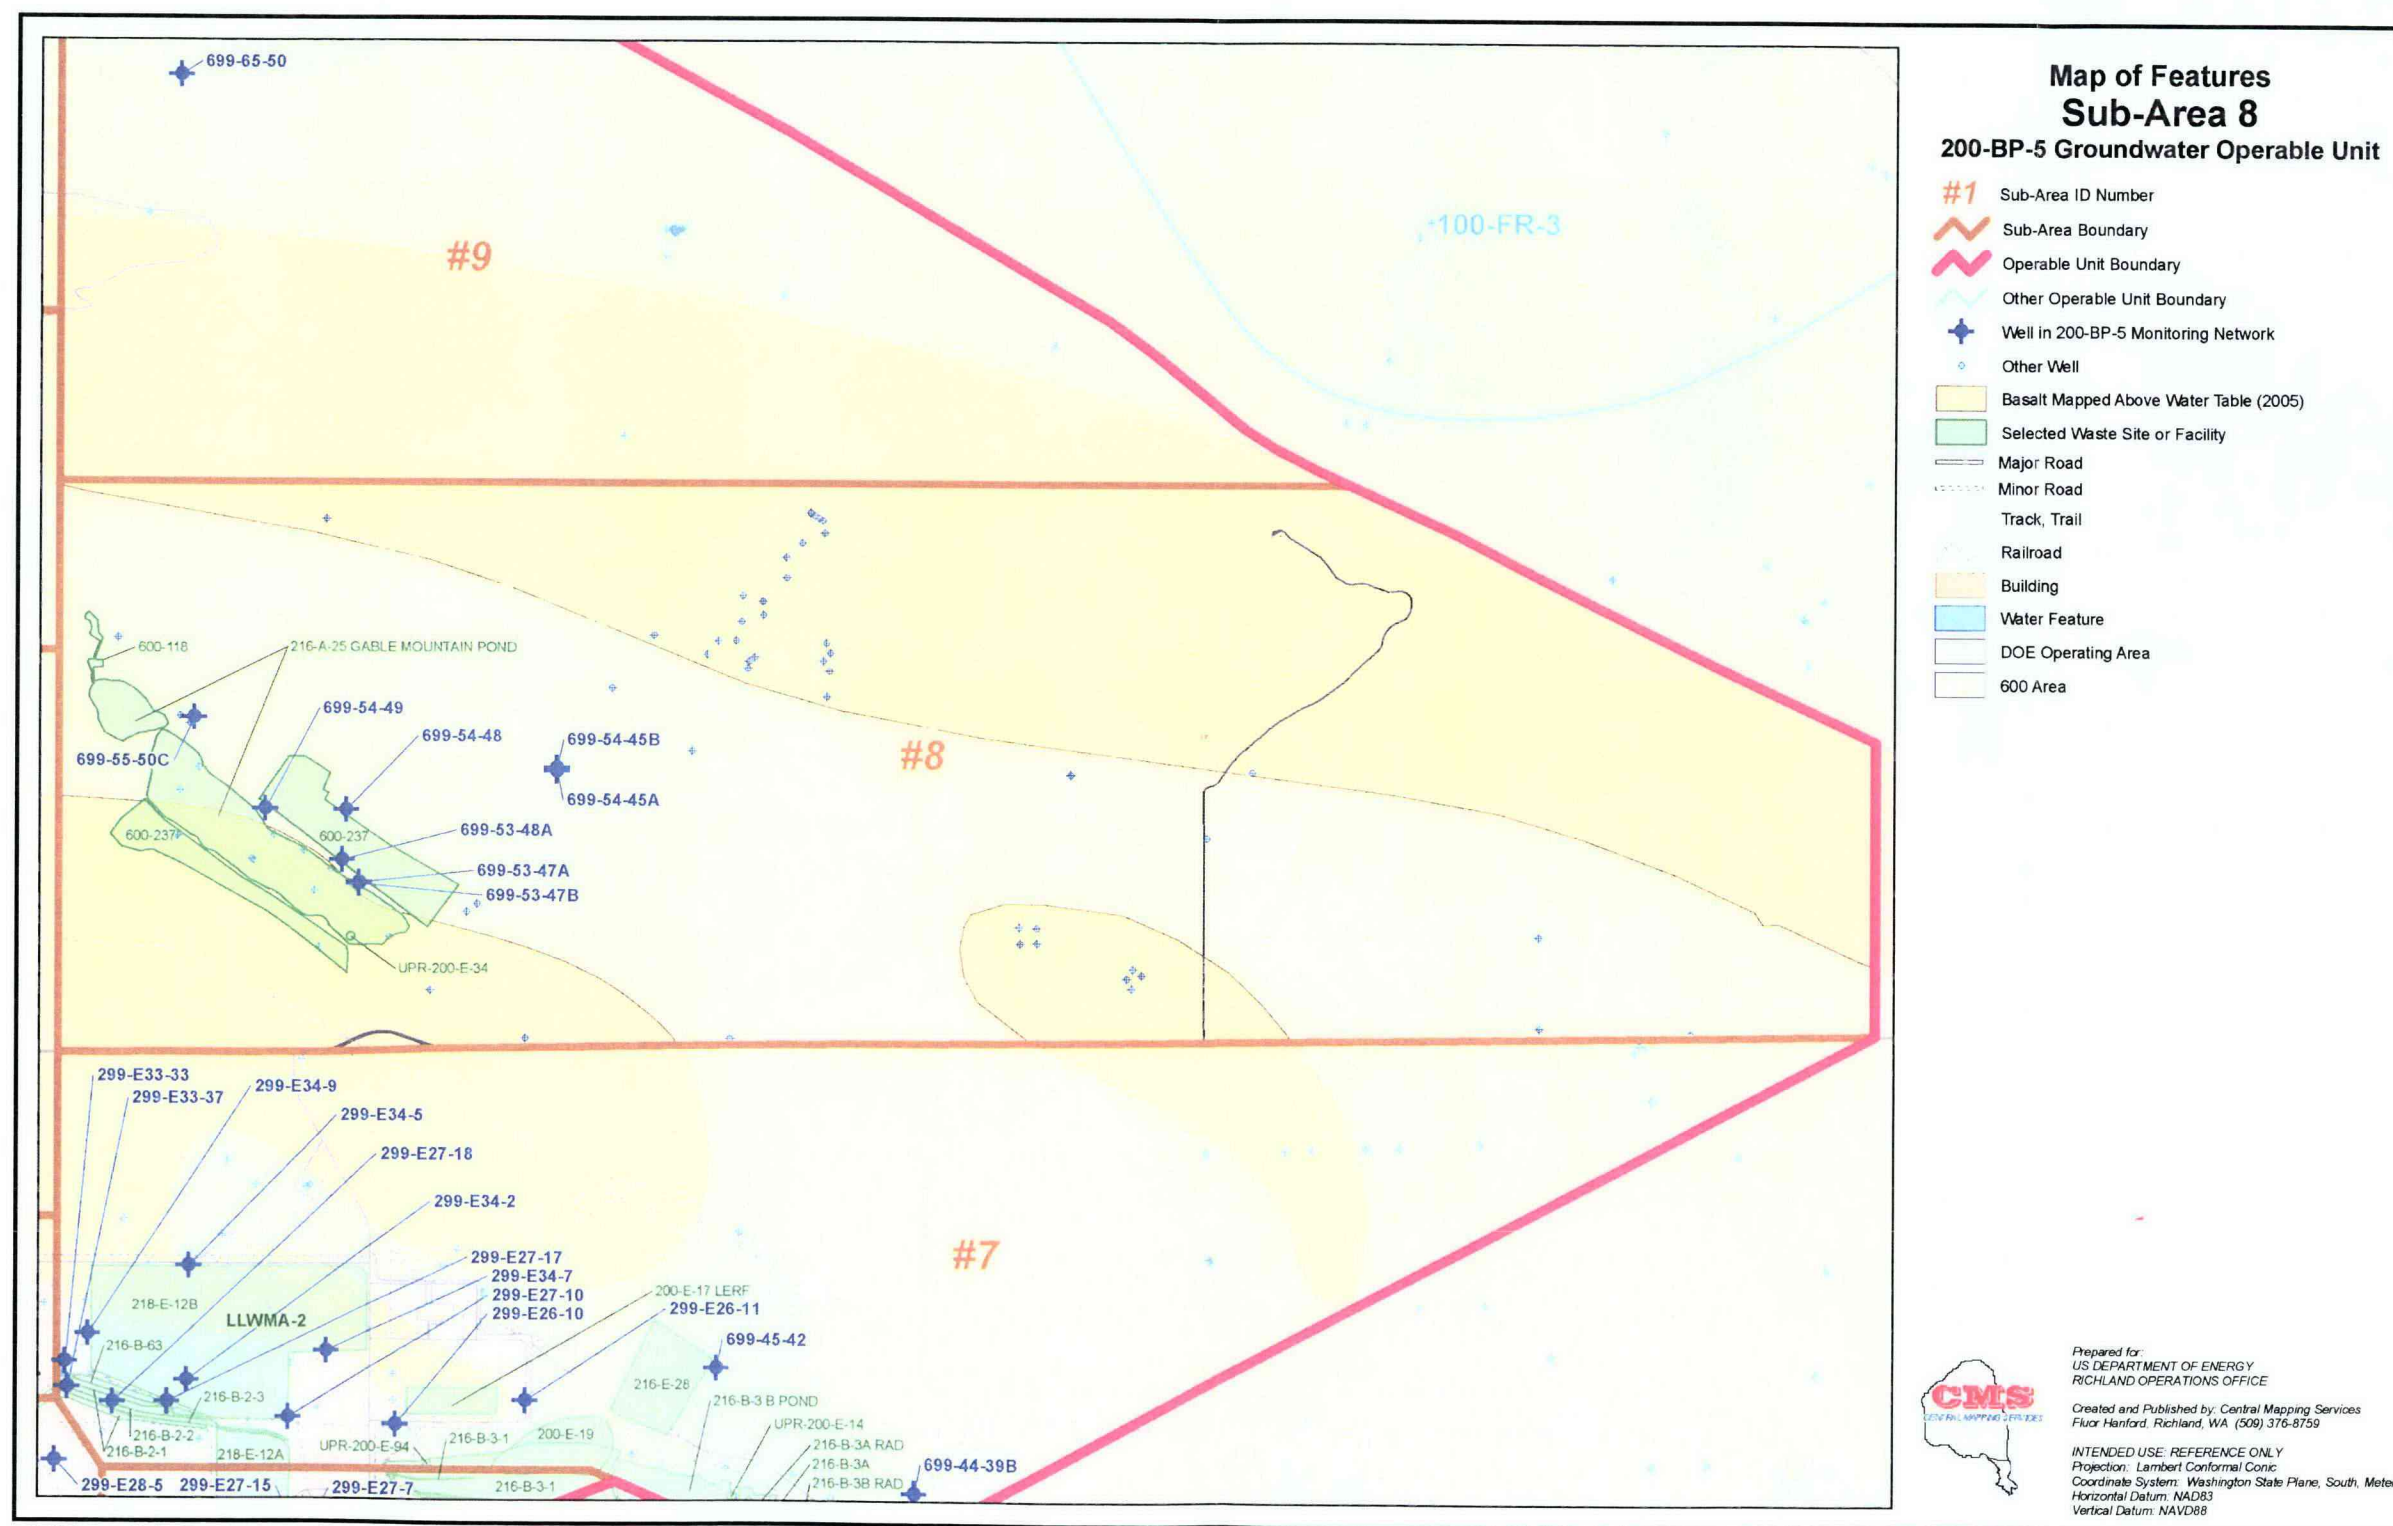 Map of Features
Sub-Area 8
200-BP-5 Groundwater Operable Unit
#1 Sub-Area ID Number
Sub-Area Boundary
Operable Unit Boundary
Other Operable Unit Boundary
Well in 200-BP-5 Monitoring Network
Other Well
Basalt Mapped Above Water Table (2005)
Selected Waste Site or Facility
Major Road
Minor Road
Track, Trail
Railroad
Building
Water Feature
DOE Operating Area
600 Area
699-65-50
#9
100-FR-3
600-118
216-A-25 GABLE MOUNTAIN POND
699-54-49
699-54-48
699-54-45B
#8
699-55-50C
699-54-45A
600-237
600-237
699-53-48A
699-53-47A
699-53-47B
UPR-200-E-34
299-E33-33
299-E33-37
299-E34-9
299-E34-5
299-E27-18
299-E34-2
#7
299-E27-17
299-E34-7
299-E27-10
299-E26-10
200-E-17 LERF
299-E26-11
218-E-12B
LLWMA-2
216-B-63
699-45-42
216-E-28
216-B-2-3
216-B-3 B POND
216-B-2-2
216-B-2-1
218-E-12A
UPR-200-E-94
216-B-3-1
200-E-19
UPR-200-E-14
216-B-3A RAD
216-B-3A
216-B-3B RAD
699-44-39B
299-E28-5
299-E27-15
299-E27-7
216-B-3-1
CMS
CENTRAL MAPPING SERVICES
Prepared for:
US DEPARTMENT OF ENERGY
RICHLAND OPERATIONS OFFICE
Created and Published by: Central Mapping Services
Fluor Hanford, Richland, WA (509) 376-8759
INTENDED USE: REFERENCE ONLY
Projection: Lambert Conformal Conic
Coordinate System: Washington State Plane, South, Mete
Horizontal Datum: NAD83
Vertical Datum: NAVD88